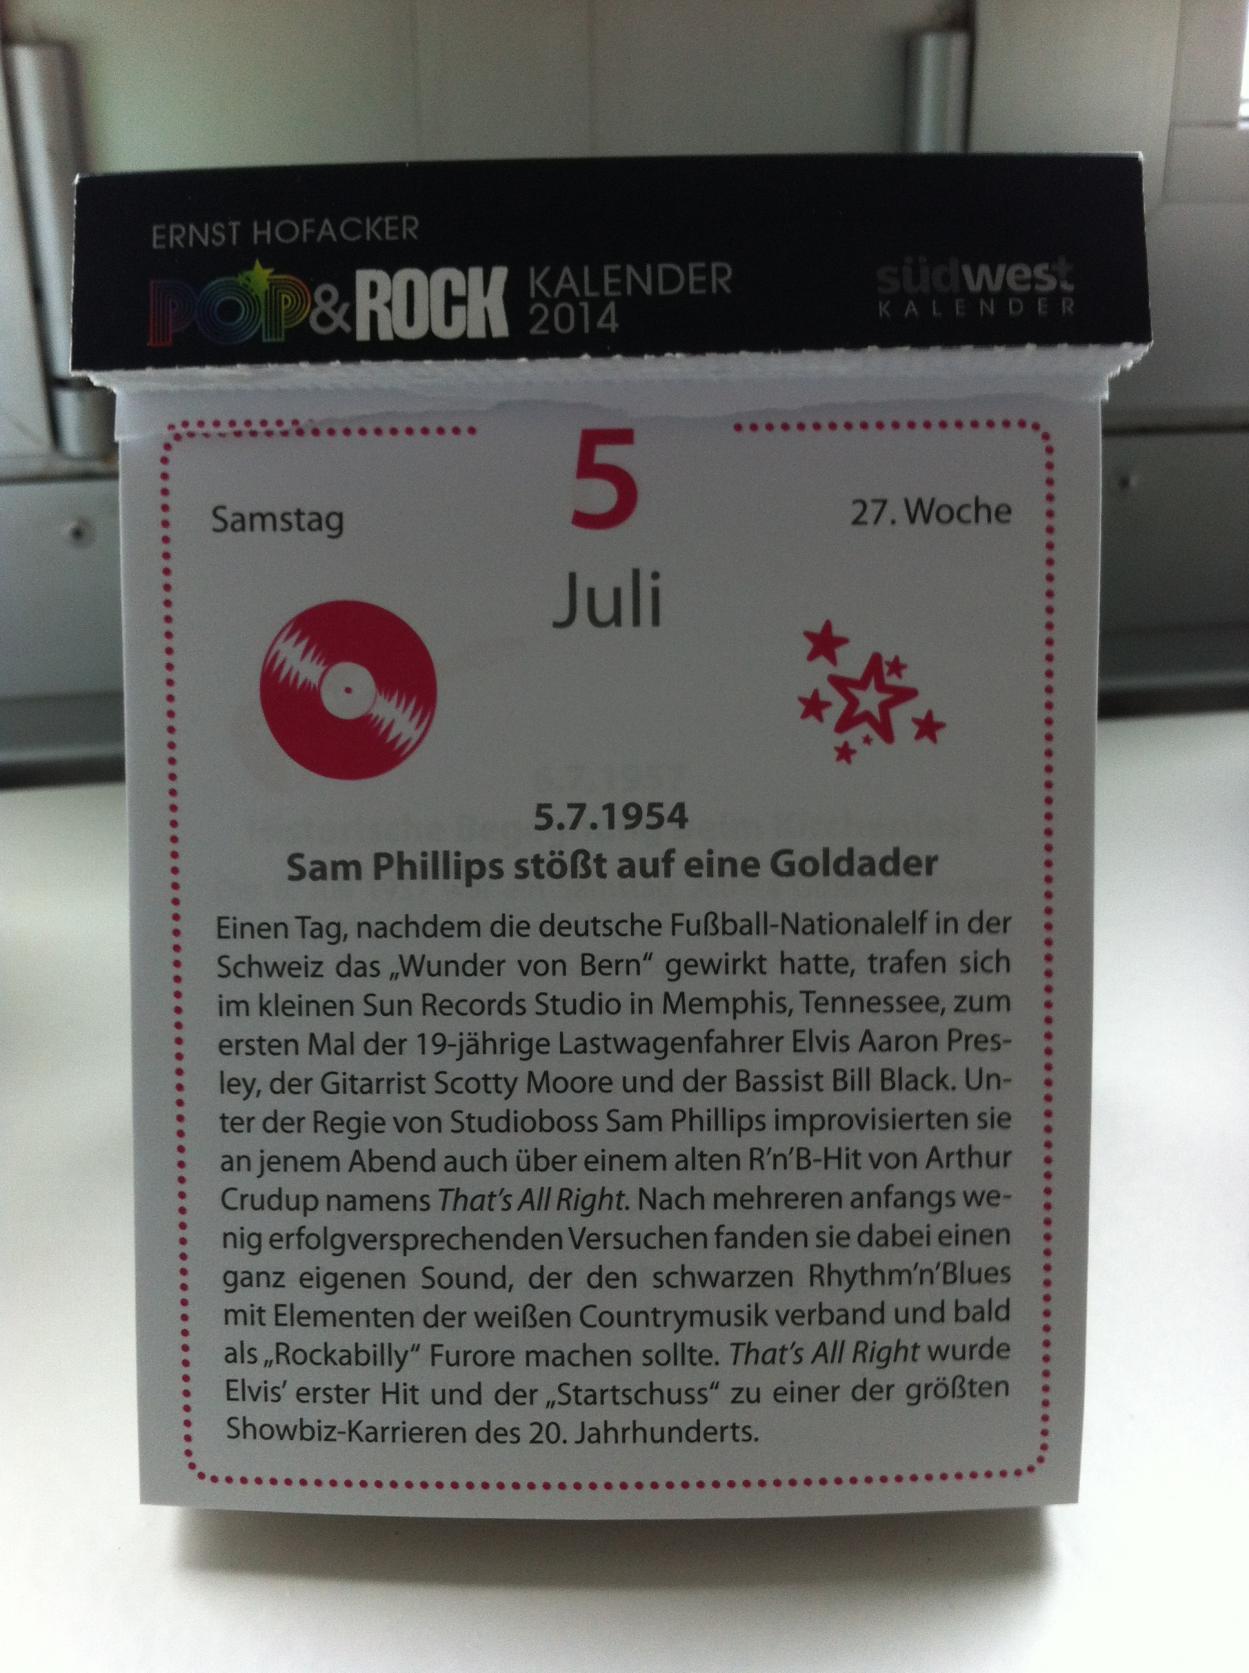 ERNST HOFACKER
POP&ROCK KALENDER 2014
südwest
KALENDER
Samstag
5
27. Woche
Juli
5.7.1954
Sam Phillips stößt auf eine Goldader
Einen Tag, nachdem die deutsche Fußball-Nationalelf in der
Schweiz das „Wunder von Bern“ gewirkt hatte, trafen sich
im kleinen Sun Records Studio in Memphis, Tennessee, zum
ersten Mal der 19-jährige Lastwagenfahrer Elvis Aaron Pres-
ley, der Gitarrist Scotty Moore und der Bassist Bill Black. Un-
ter der Regie von Studioboss Sam Phillips improvisierten sie
an jenem Abend auch über einem alten R’n’B-Hit von Arthur
Crudup namens That’s All Right. Nach mehreren anfangs we-
nig erfolgversprechenden Versuchen fanden sie dabei einen
ganz eigenen Sound, der den schwarzen Rhythm’n’Blues
mit Elementen der weißen Countrymusik verband und bald
als „Rockabilly“ Furore machen sollte. That’s All Right wurde
Elvis’ erster Hit und der „Startschuss“ zu einer der größten
Showbiz-Karrieren des 20. Jahrhunderts.